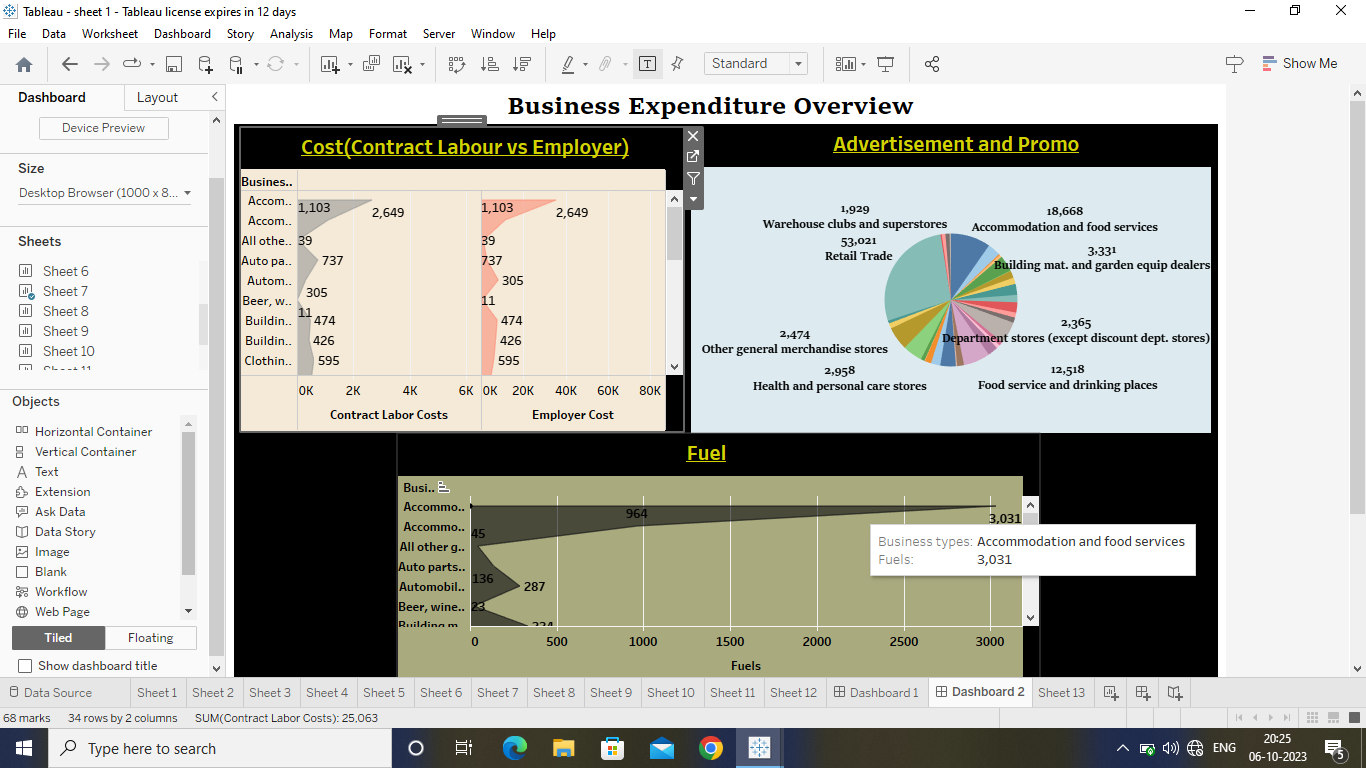 Tableau - sheet 1 - Tableau license expires in 12 days
File Data Worksheet Dashboard Story Analysis Map Format Server Window Help
Standard
Show Me
Dashboard Layout
Device Preview
Size
Desktop Browser (1000 x 8...
Sheets
Sheet 6
Sheet 7
Sheet 8
Sheet 9
Sheet 10
Objects
Horizontal Container
Vertical Container
Text
Extension
Ask Data
Data Story
Image
Blank
Workflow
Web Page
Tiled Floating
Show dashboard title
Business Expenditure Overview
Cost(Contract Labour vs Employer)
Busines..
Accom.. 1,103 2,649 1,103 2,649
Accom..
All othe.. 39 39
Auto pa.. 737 737
Autom.. 305 305
Beer, w.. 11 11
Buildin.. 474 474
Buildin.. 426 426
Clothin.. 595 595
0K 2K 4K 6K 0K 20K 40K 60K 80K
Contract Labor Costs Employer Cost
Advertisement and Promo
1,929
Warehouse clubs and superstores
18,668
Accommodation and food services
53,021
Retail Trade
3,331
Building mat. and garden equip dealers
2,474
Other general merchandise stores
2,365
Department stores (except discount dept. stores)
2,958
Health and personal care stores
12,518
Food service and drinking places
Fuel
Busi..
Accommo.. 964 3,031
Accommo.. 45
All other g..
Auto parts.. 136
Automobil.. 287
Beer, wine.. 23
Building m..
0 500 1000 1500 2000 2500 3000
Fuels
Business types: Accommodation and food services
Fuels: 3,031
Data Source Sheet 1 Sheet 2 Sheet 3 Sheet 4 Sheet 5 Sheet 6 Sheet 7 Sheet 8 Sheet 9 Sheet 10 Sheet 11 Sheet 12 Dashboard 1 Dashboard 2 Sheet 13
68 marks 34 rows by 2 columns SUM(Contract Labor Costs): 25,063
Type here to search
ENG
20:25
06-10-2023
5